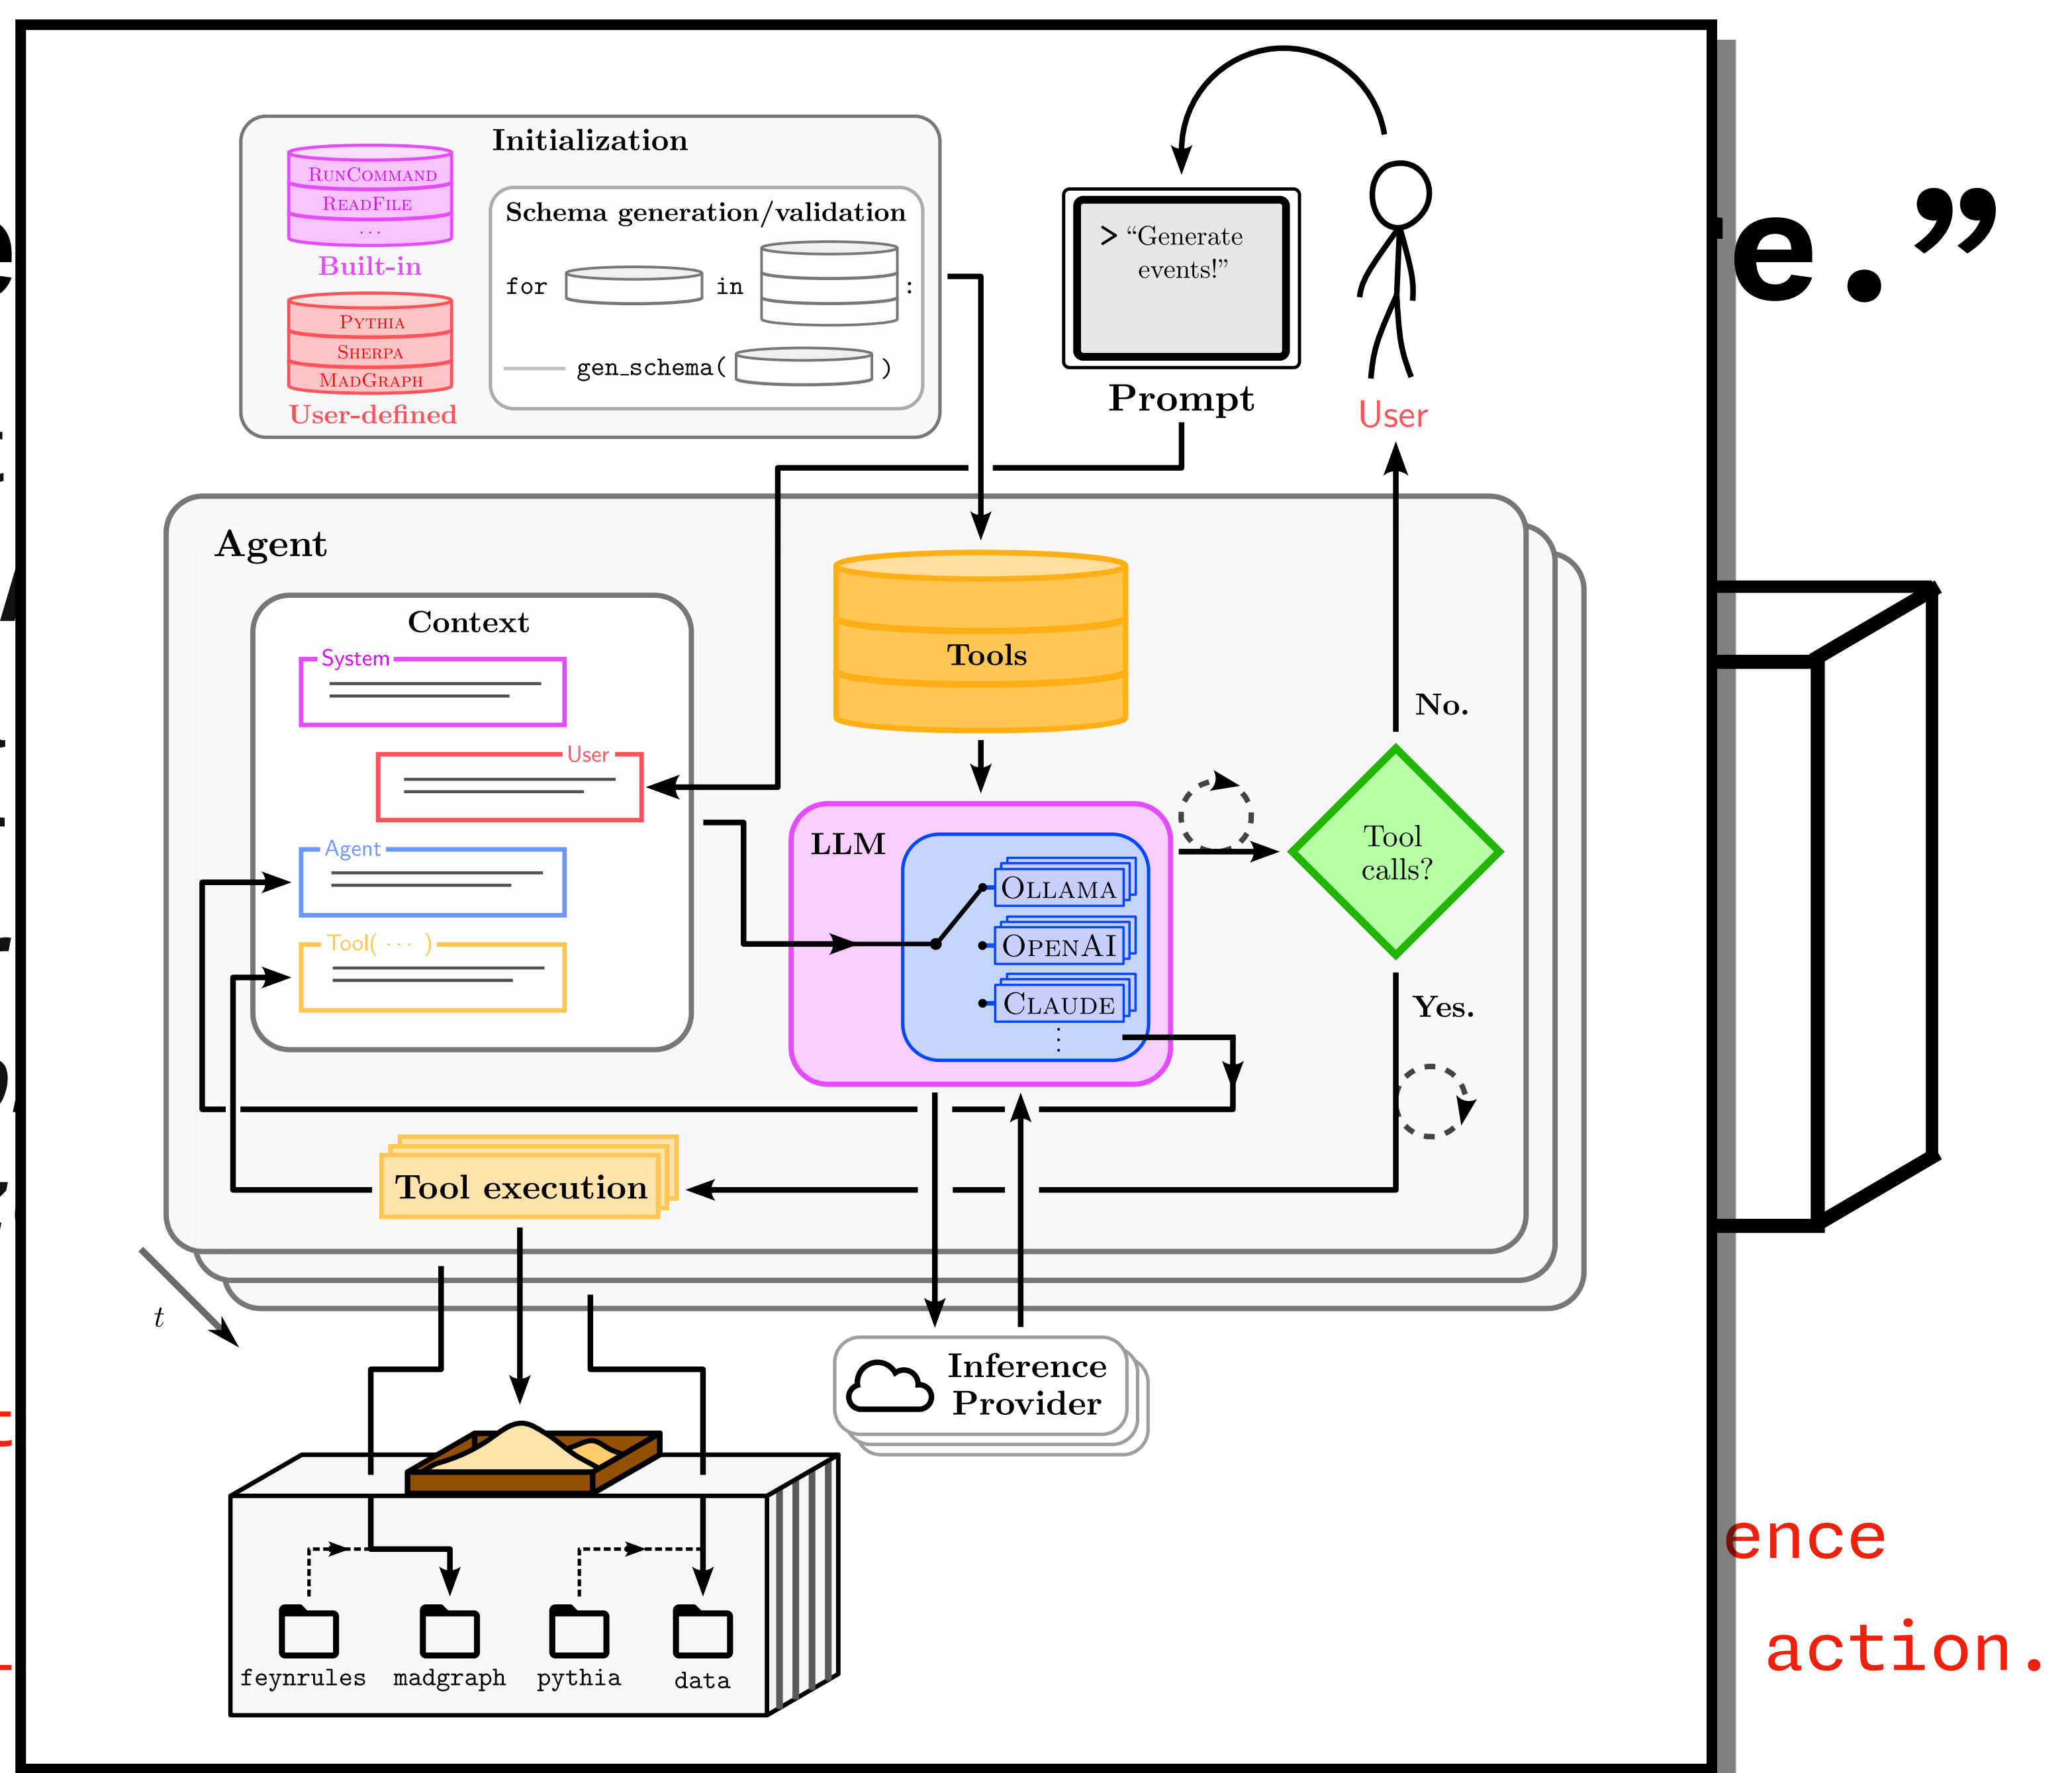 Initialization
RunCommand
ReadFile
...
Built-in
Pythia
Sherpa
MadGraph
User-defined
Schema generation/validation
for in :
gen_schema( )
> “Generate
events!”
Prompt
User
re.”
Agent
Context
System
User
Agent
Tool( ··· )
Tools
LLM
Ollama
OpenAI
Claude
⋮
Tool
calls?
No.
Yes.
Tool execution
t
Inference
Provider
feynrules
madgraph
pythia
data
ence
action.